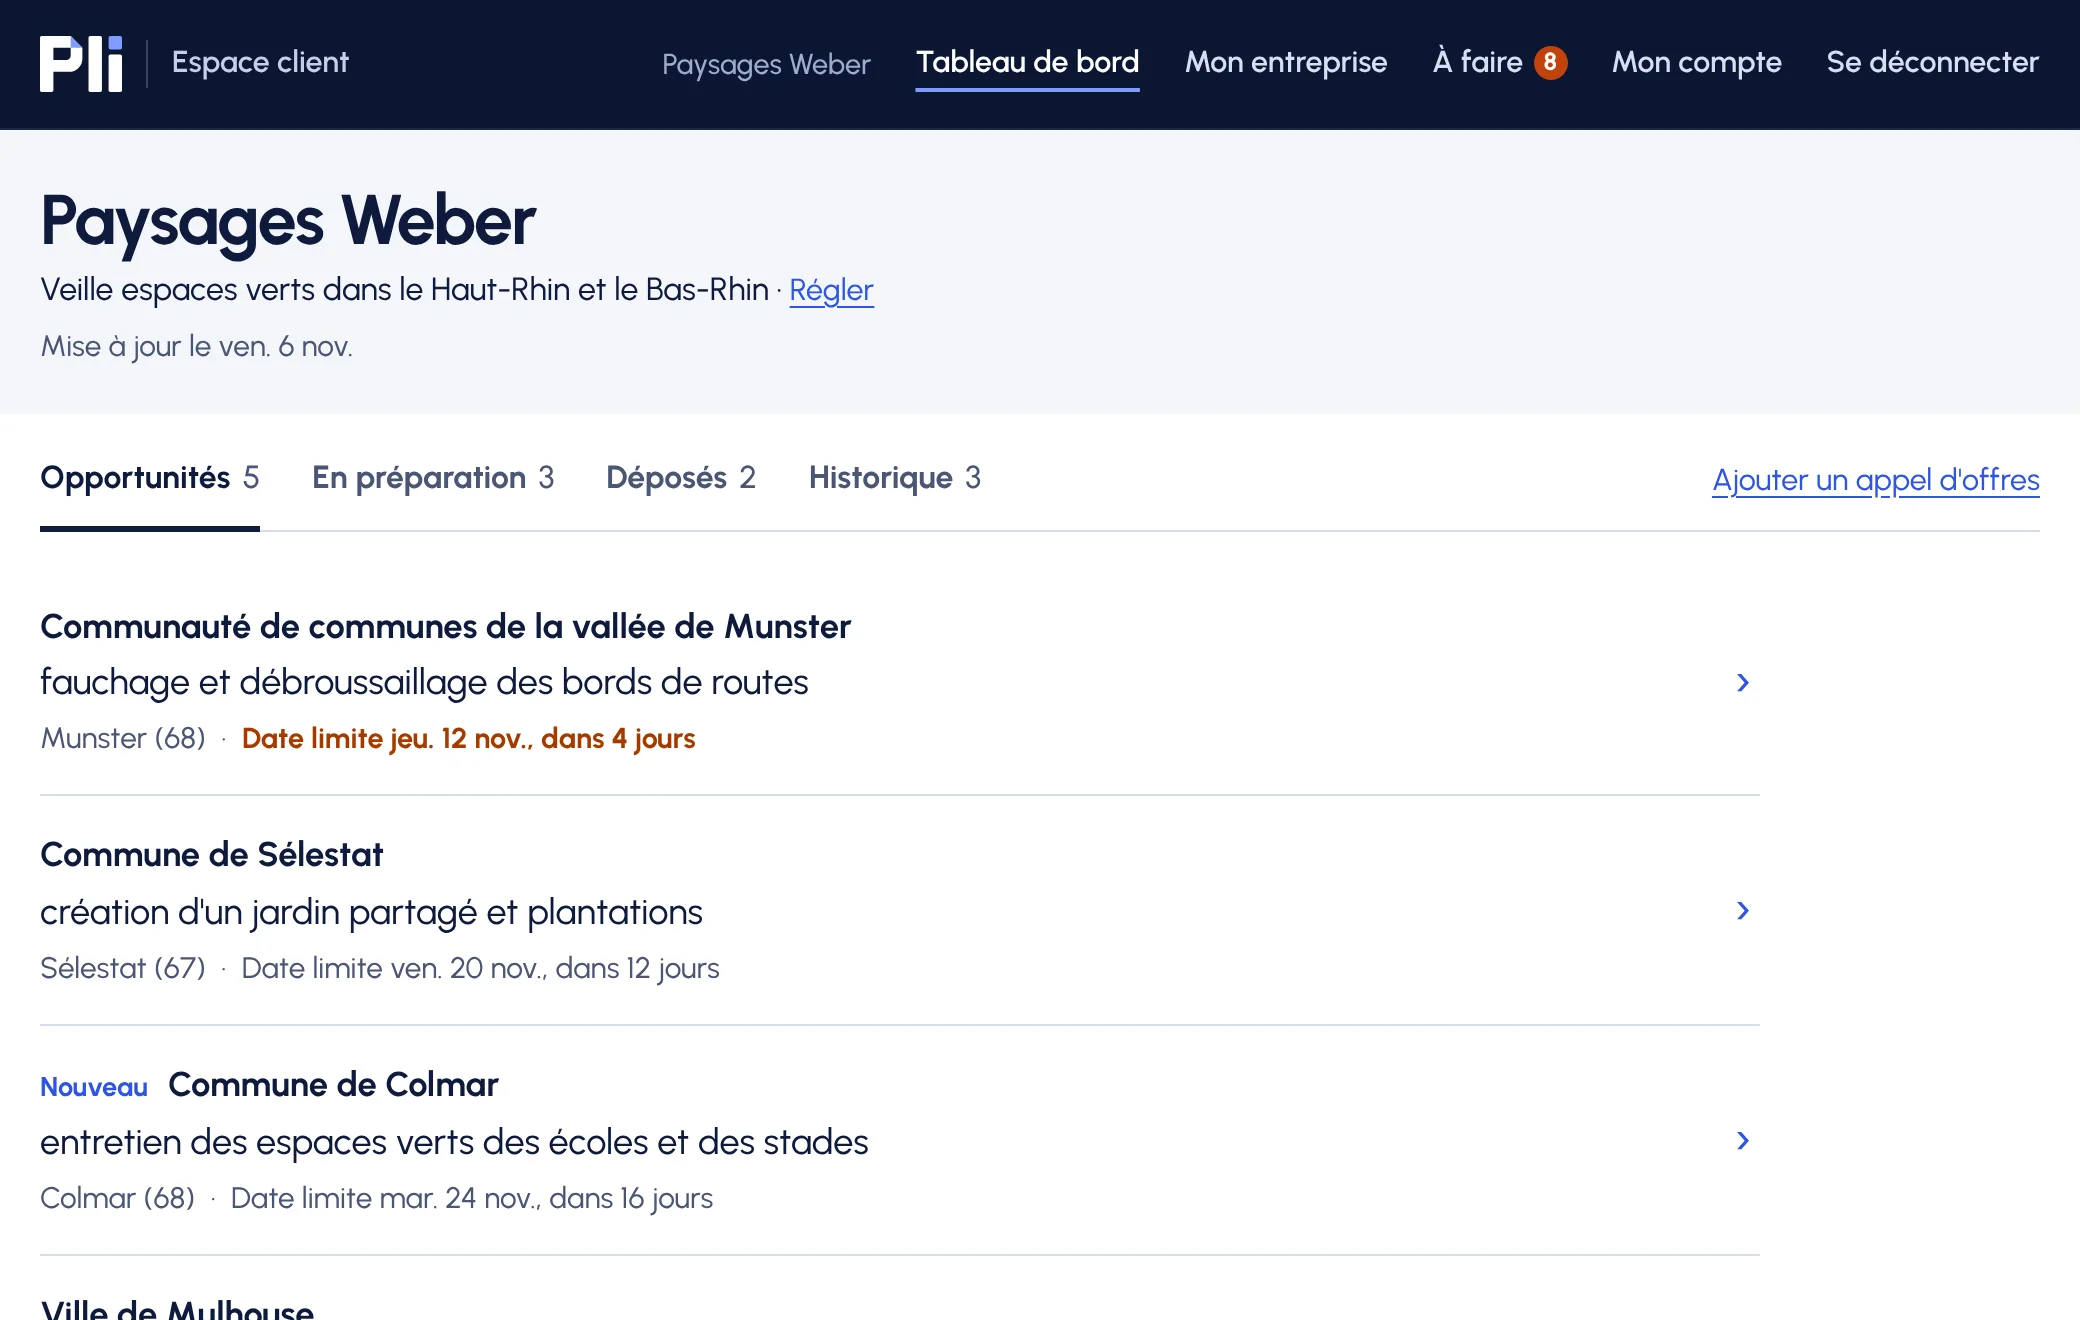 Pli Espace client Paysages Weber Tableau de bord Mon entreprise À faire 8 Mon compte Se déconnecter
Paysages Weber
Veille espaces verts dans le Haut-Rhin et le Bas-Rhin · Régler
Mise à jour le ven. 6 nov.
Opportunités 5 En préparation 3 Déposés 2 Historique 3 Ajouter un appel d'offres
Communauté de communes de la vallée de Munster
fauchage et débroussaillage des bords de routes
Munster (68) · Date limite jeu. 12 nov., dans 4 jours
Commune de Sélestat
création d'un jardin partagé et plantations
Sélestat (67) · Date limite ven. 20 nov., dans 12 jours
Nouveau Commune de Colmar
entretien des espaces verts des écoles et des stades
Colmar (68) · Date limite mar. 24 nov., dans 16 jours
Ville de Mulhouse